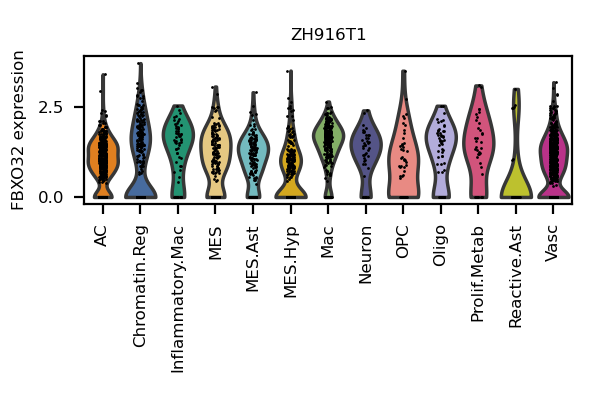 ZH916T1
FBXO32 expression
2.5
0.0
AC
Chromatin.Reg
Inflammatory.Mac
MES
MES.Ast
MES.Hyp
Mac
Neuron
OPC
Oligo
Prolif.Metab
Reactive.Ast
Vasc